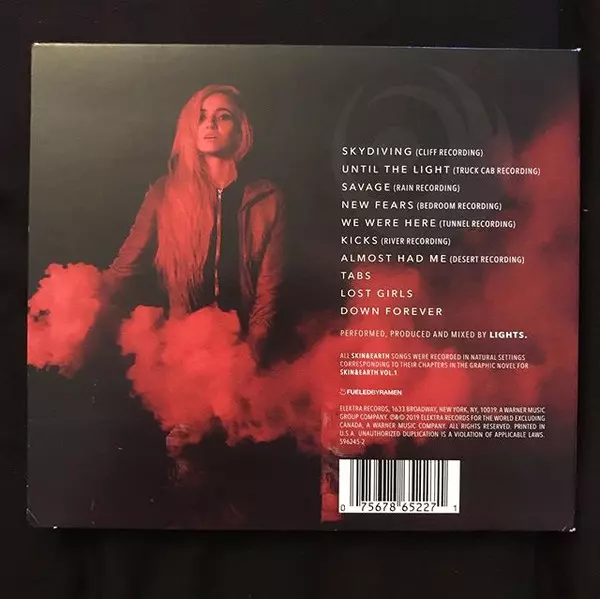 SKYDIVING (CLIFF RECORDING)
UNTIL THE LIGHT (TRUCK CAB RECORDING)
SAVAGE (RAIN RECORDING)
NEW FEARS (BEDROOM RECORDING)
WE WERE HERE (TUNNEL RECORDING)
KICKS (RIVER RECORDING)
ALMOST HAD ME (DESERT RECORDING)
TABS
LOST GIRLS
DOWN FOREVER
PERFORMED, PRODUCED AND MIXED BY LIGHTS.
ALL SKIN&EARTH SONGS WERE RECORDED IN NATURAL SETTINGS
CORRESPONDING TO THEIR CHAPTERS IN THE GRAPHIC NOVEL FOR
SKIN&EARTH VOL.1
FUELEDBYRAMEN
ELEKTRA RECORDS, 1633 BROADWAY, NEW YORK, NY, 10019. A WARNER MUSIC
GROUP COMPANY. ℗&© 2019 ELEKTRA RECORDS FOR THE WORLD EXCLUDING
CANADA, A WARNER MUSIC COMPANY. ALL RIGHTS RESERVED. PRINTED IN
U.S.A. UNAUTHORIZED DUPLICATION IS A VIOLATION OF APPLICABLE LAWS.
596245-2
0 75678 65227 1